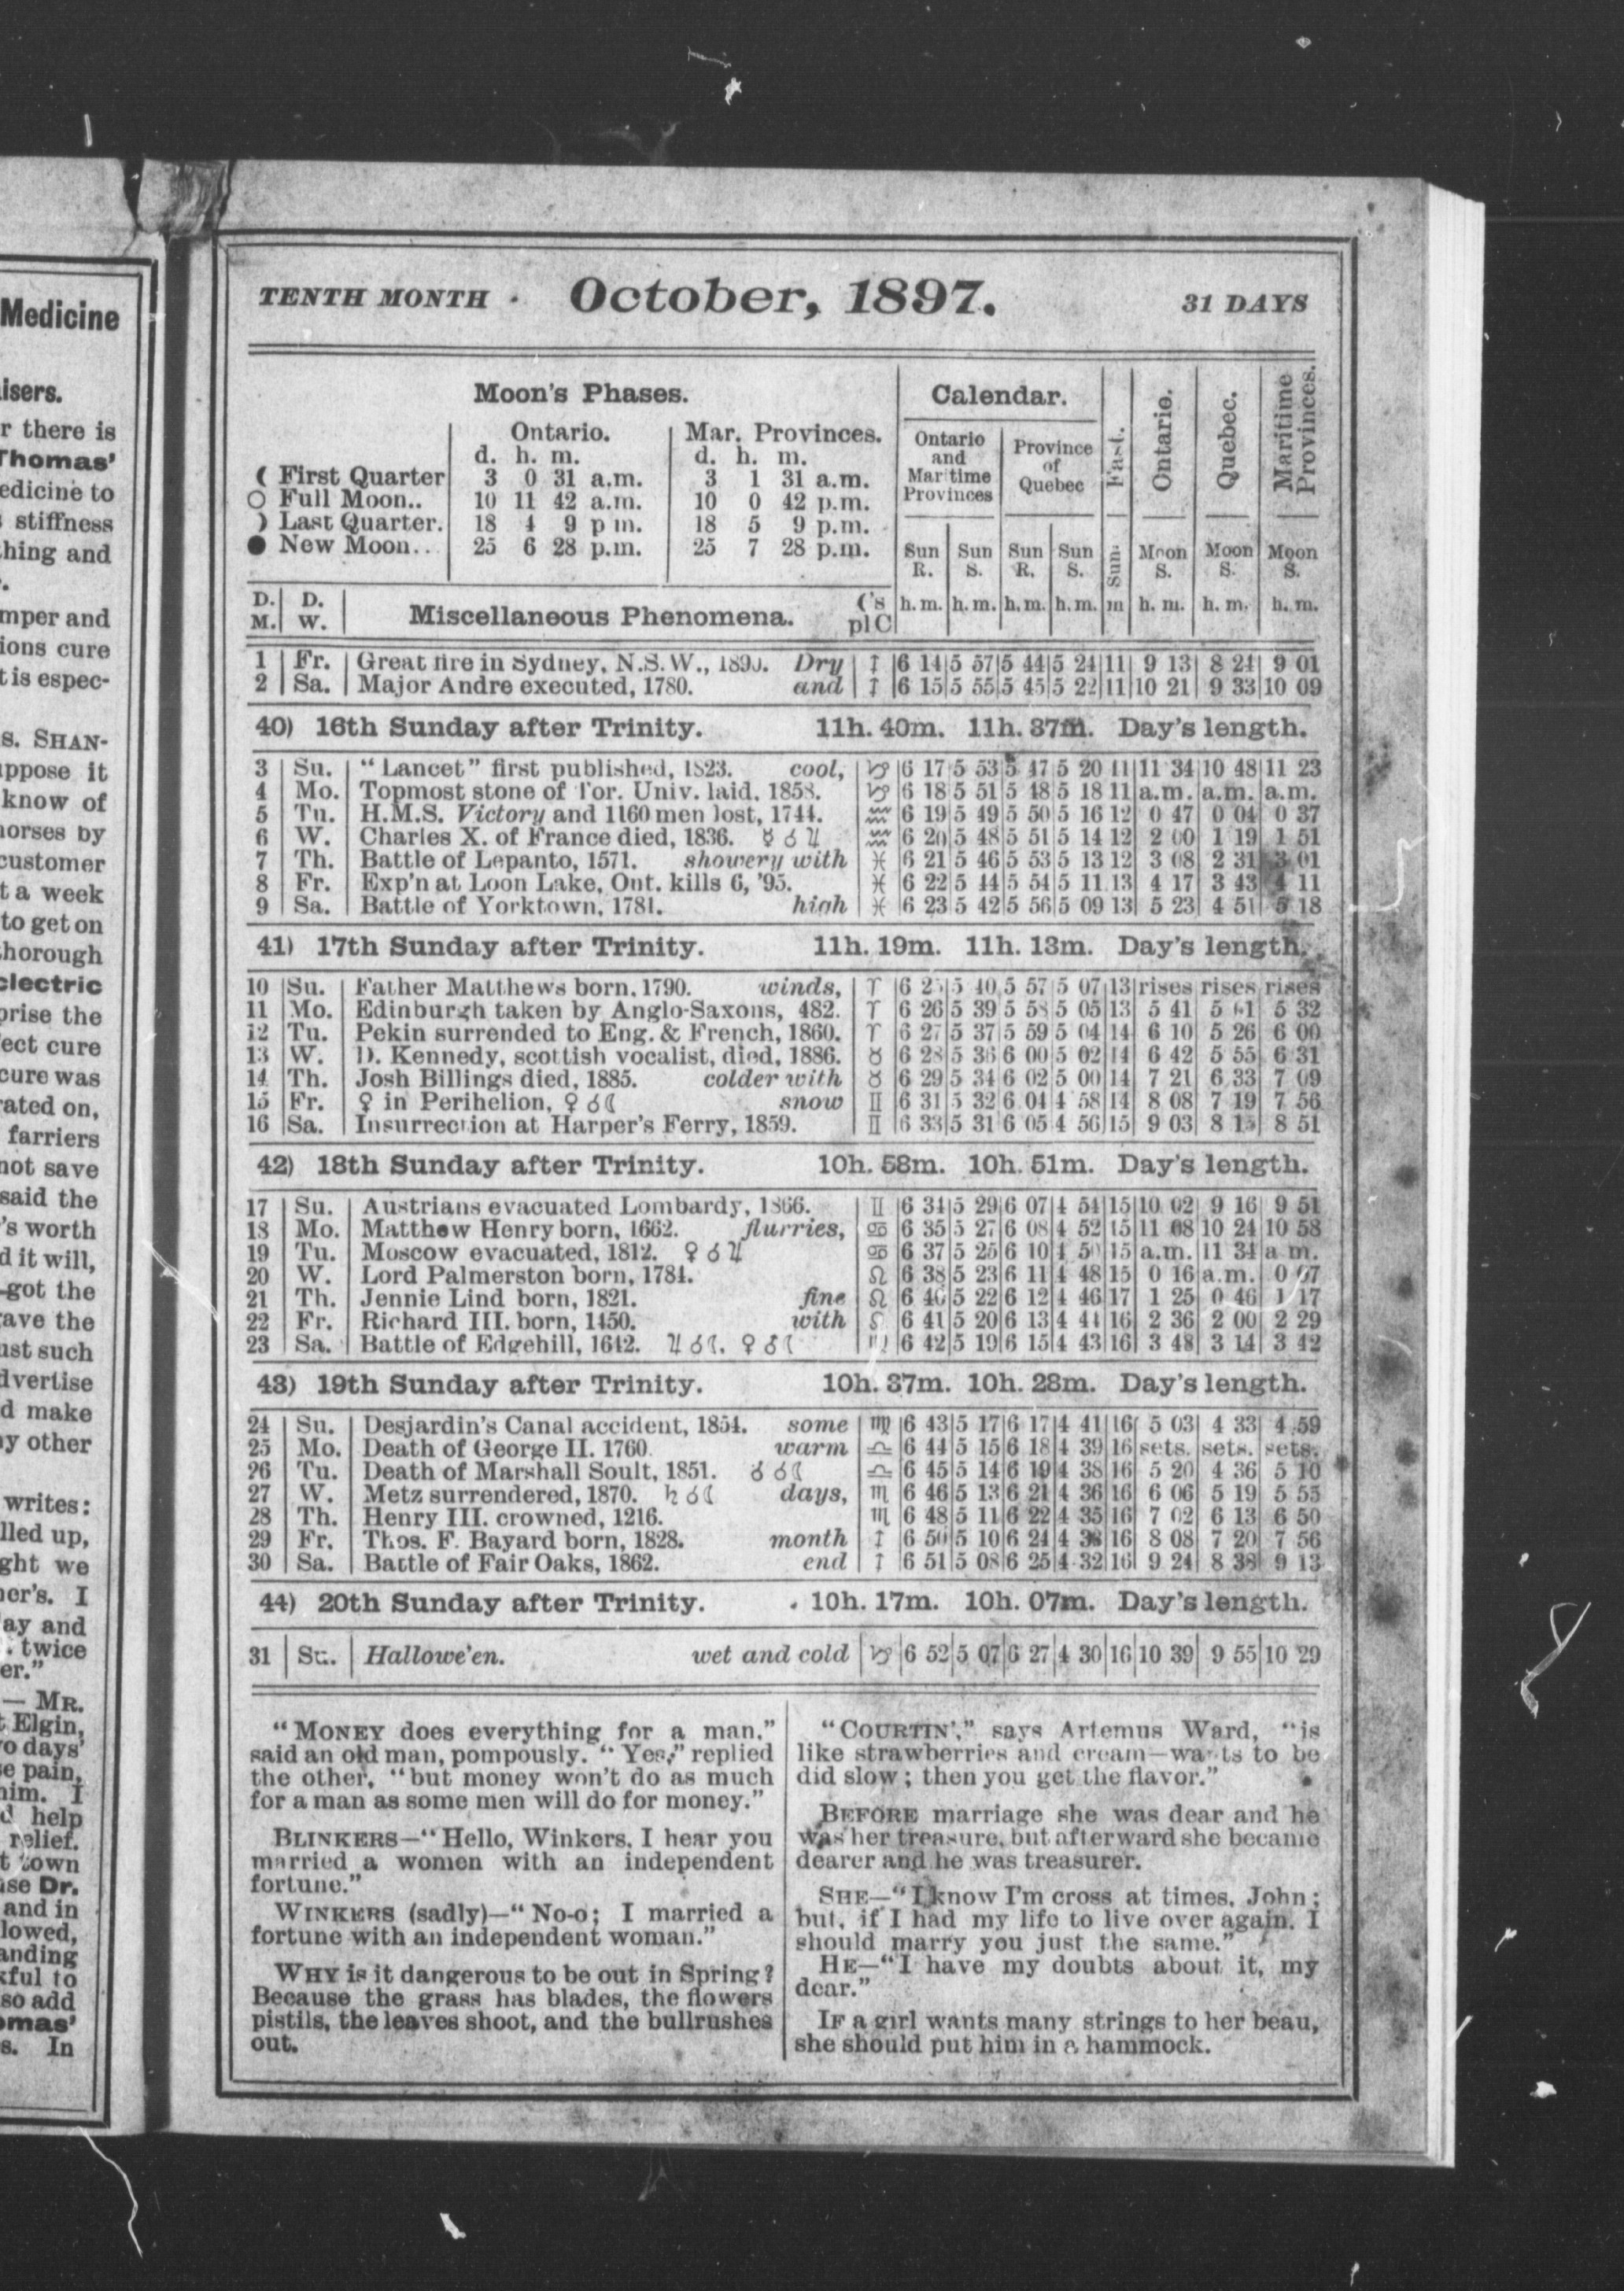 Medicine
isers.
r there is
Thomas'
edicine to
stiffness
hing and
mper and
ions cure
t is espec-
s. SHAN-
ppose it
know of
horses by
customer
t a week
to get on
thorough
clectric
prise the
ect cure
cure was
rated on,
farriers
not save
said the
's worth
d it will,
-got the
ave the
ust such
dvertise
d make
y other
writes:
lled up,
ght we
ner's. I
ay and
twice
er."
— MR.
t Elgin,
o days'
e pain,
him. I
d help
relief.
t town
use Dr.
and in
lowed,
anding
kful to
so add
omas'
s. In
TENTH MONTH · October, 1897. 31 DAYS
Moon's Phases.
Ontario. Mar. Provinces.
d. h. m. d. h. m.
( First Quarter 3 0 31 a.m. 3 1 31 a.m.
○ Full Moon.. 10 11 42 a.m. 10 0 42 p.m.
) Last Quarter. 18 4 9 p m. 18 5 9 p.m.
● New Moon.. 25 6 28 p.m. 25 7 28 p.m.
Calendar.
Ontario and Maritime Provinces
Province of Quebec
Sun Fast.
Ontario.
Quebec.
Maritime Provinces.
Sun R. Sun S. Sun R. Sun S. Moon S. Moon S. Moon S.
D. M. D. W. Miscellaneous Phenomena. ('s plC h. m. h. m. h. m. h. m. m h. m. h. m. h. m.
1 Fr. Great fire in Sydney, N.S.W., 1890. Dry ♐ 6 14 5 57 5 44 5 24 11 9 13 8 24 9 01
2 Sa. Major Andre executed, 1780. and ♐ 6 15 5 55 5 45 5 22 11 10 21 9 33 10 09
40) 16th Sunday after Trinity. 11h. 40m. 11h. 37m. Day's length.
3 Su. "Lancet" first published, 1823. cool, ♑ 6 17 5 53 5 47 5 20 11 11 34 10 48 11 23
4 Mo. Topmost stone of Tor. Univ. laid, 1858. ♑ 6 18 5 51 5 48 5 18 11 a.m. a.m. a.m.
5 Tu. H.M.S. Victory and 1160 men lost, 1744. ♒ 6 19 5 49 5 50 5 16 12 0 47 0 04 0 37
6 W. Charles X. of France died, 1836. ☿ ☌ ♃ ♒ 6 20 5 48 5 51 5 14 12 2 00 1 19 1 51
7 Th. Battle of Lepanto, 1571. showery with ♓ 6 21 5 46 5 53 5 13 12 3 08 2 31 3 01
8 Fr. Exp'n at Loon Lake, Ont. kills 6, '95. ♓ 6 22 5 44 5 54 5 11 13 4 17 3 43 4 11
9 Sa. Battle of Yorktown, 1781. high ♓ 6 23 5 42 5 56 5 09 13 5 23 4 51 5 18
41) 17th Sunday after Trinity. 11h. 19m. 11h. 13m. Day's length.
10 Su. Father Matthews born, 1790. winds, ♈ 6 25 5 40 5 57 5 07 13 rises rises rises
11 Mo. Edinburgh taken by Anglo-Saxons, 482. ♈ 6 26 5 39 5 58 5 05 13 5 41 5 5 32
12 Tu. Pekin surrended to Eng. & French, 1860. ♈ 6 27 5 37 5 59 5 04 14 6 10 5 26 6 00
13 W. D. Kennedy, scottish vocalist, died, 1886. ♉ 6 28 5 36 6 00 5 02 14 6 42 5 55 6 31
14 Th. Josh Billings died, 1885. colder with ♉ 6 29 5 34 6 02 5 00 14 7 21 6 33 7 09
15 Fr. ♀ in Perihelion, ♀ ☌ ☾ snow ♊ 6 31 5 32 6 04 4 58 14 8 08 7 19 7 56
16 Sa. Insurrection at Harper's Ferry, 1859. ♊ 6 33 5 31 6 05 4 56 15 9 03 8 8 51
42) 18th Sunday after Trinity. 10h. 58m. 10h. 51m. Day's length.
17 Su. Austrians evacuated Lombardy, 1866. ♊ 6 34 5 29 6 07 4 54 15 10 02 9 16 9 51
18 Mo. Matthew Henry born, 1662. flurries, ♋ 6 35 5 27 6 08 4 52 15 11 08 10 24 10 58
19 Tu. Moscow evacuated, 1812. ♀ ☌ ♃ ♋ 6 37 5 25 6 10 4 50 15 a.m. 11 34 a m.
20 W. Lord Palmerston born, 1784. ♌ 6 38 5 23 6 11 4 48 15 0 16 a.m. 0 07
21 Th. Jennie Lind born, 1821. fine ♌ 6 40 5 22 6 12 4 46 17 1 25 0 46 1 17
22 Fr. Richard III. born, 1450. with ♌ 6 41 5 20 6 13 4 44 16 2 36 2 00 2 29
23 Sa. Battle of Edgehill, 1642. ♃ ☌ ☾, ♀ ☌ ☾ ♍ 6 42 5 19 6 15 4 43 16 3 48 3 14 3 42
43) 19th Sunday after Trinity. 10h. 37m. 10h. 28m. Day's length.
24 Su. Desjardin's Canal accident, 1854. some ♍ 6 43 5 17 6 17 4 41 16 5 03 4 33 4 59
25 Mo. Death of George II. 1760. warm ♎ 6 44 5 15 6 18 4 39 16 sets. sets. sets.
26 Tu. Death of Marshall Soult, 1851. ☌ ☾ ♎ 6 45 5 14 6 19 4 38 16 5 20 4 36 5 10
27 W. Metz surrendered, 1870. ♄ ☌ ☾ days, ♏ 6 46 5 13 6 21 4 36 16 6 06 5 19 5 55
28 Th. Henry III. crowned, 1216. ♏ 6 48 5 11 6 22 4 35 16 7 02 6 13 6 50
29 Fr. Thos. F. Bayard born, 1828. month ♐ 6 50 5 10 6 24 4 16 8 08 7 20 7 56
30 Sa. Battle of Fair Oaks, 1862. end ♐ 6 51 5 08 6 25 4 32 16 9 24 8 38 9 13
44) 20th Sunday after Trinity. 10h. 17m. 10h. 07m. Day's length.
31 Su. Hallowe'en. wet and cold ♑ 6 52 5 07 6 27 4 30 16 10 39 9 55 10 29
"MONEY does everything for a man,"
said an old man, pompously. "Yes," replied
the other, "but money won't do as much
for a man as some men will do for money."
BLINKERS—"Hello, Winkers, I hear you
married a women with an independent
fortune."
WINKERS (sadly)—"No-o; I married a
fortune with an independent woman."
WHY is it dangerous to be out in Spring?
Because the grass has blades, the flowers
pistils, the leaves shoot, and the bullrushes
out.
"COURTIN'," says Artemus Ward, "is
like strawberries and cream—wants to be
did slow; then you get the flavor."
BEFORE marriage she was dear and he
was her treasure, but afterward she became
dearer and he was treasurer.
SHE—"I know I'm cross at times, John;
but, if I had my life to live over again, I
should marry you just the same."
HE—"I have my doubts about it, my
dear."
IF a girl wants many strings to her beau,
she should put him in a hammock.